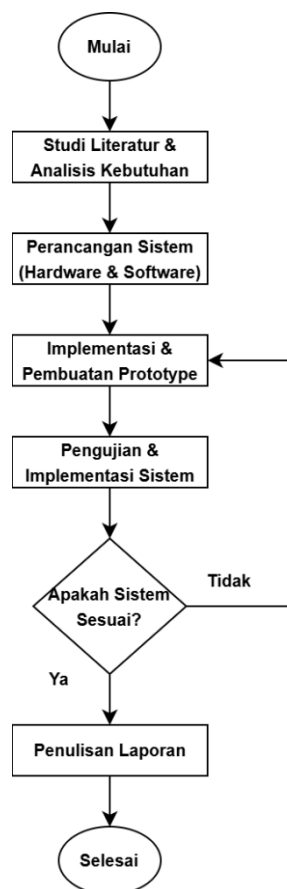 Mulai
Studi Literatur &
Analisis Kebutuhan
Perancangan Sistem
(Hardware & Software)
Implementasi &
Pembuatan Prototype
Pengujian &
Implementasi Sistem
Apakah Sistem
Sesuai?
Tidak
Ya
Penulisan Laporan
Selesai